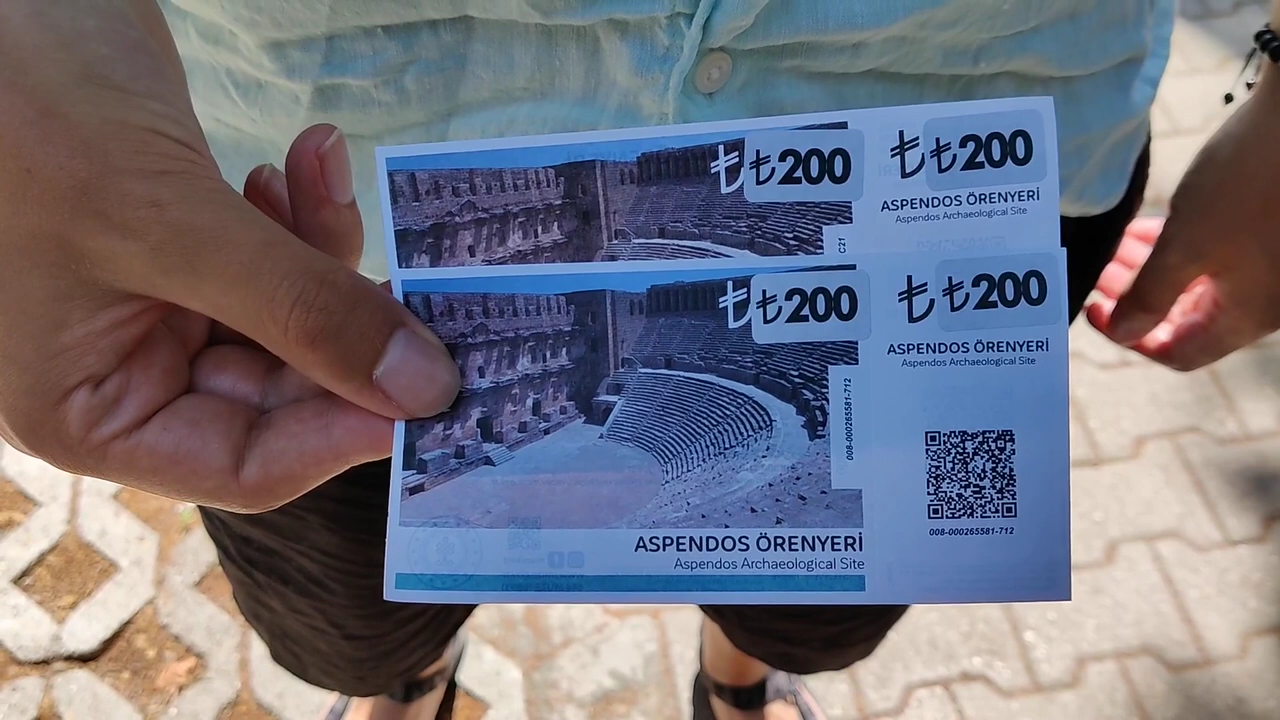 ₺ ₺200
₺ ₺200
ASPENDOS ÖRENYERİ
Aspendos Archaeological Site
C21
₺ ₺200
₺ ₺200
ASPENDOS ÖRENYERİ
Aspendos Archaeological Site
008-000265581-712
008-000265581-712
ASPENDOS ÖRENYERİ
Aspendos Archaeological Site